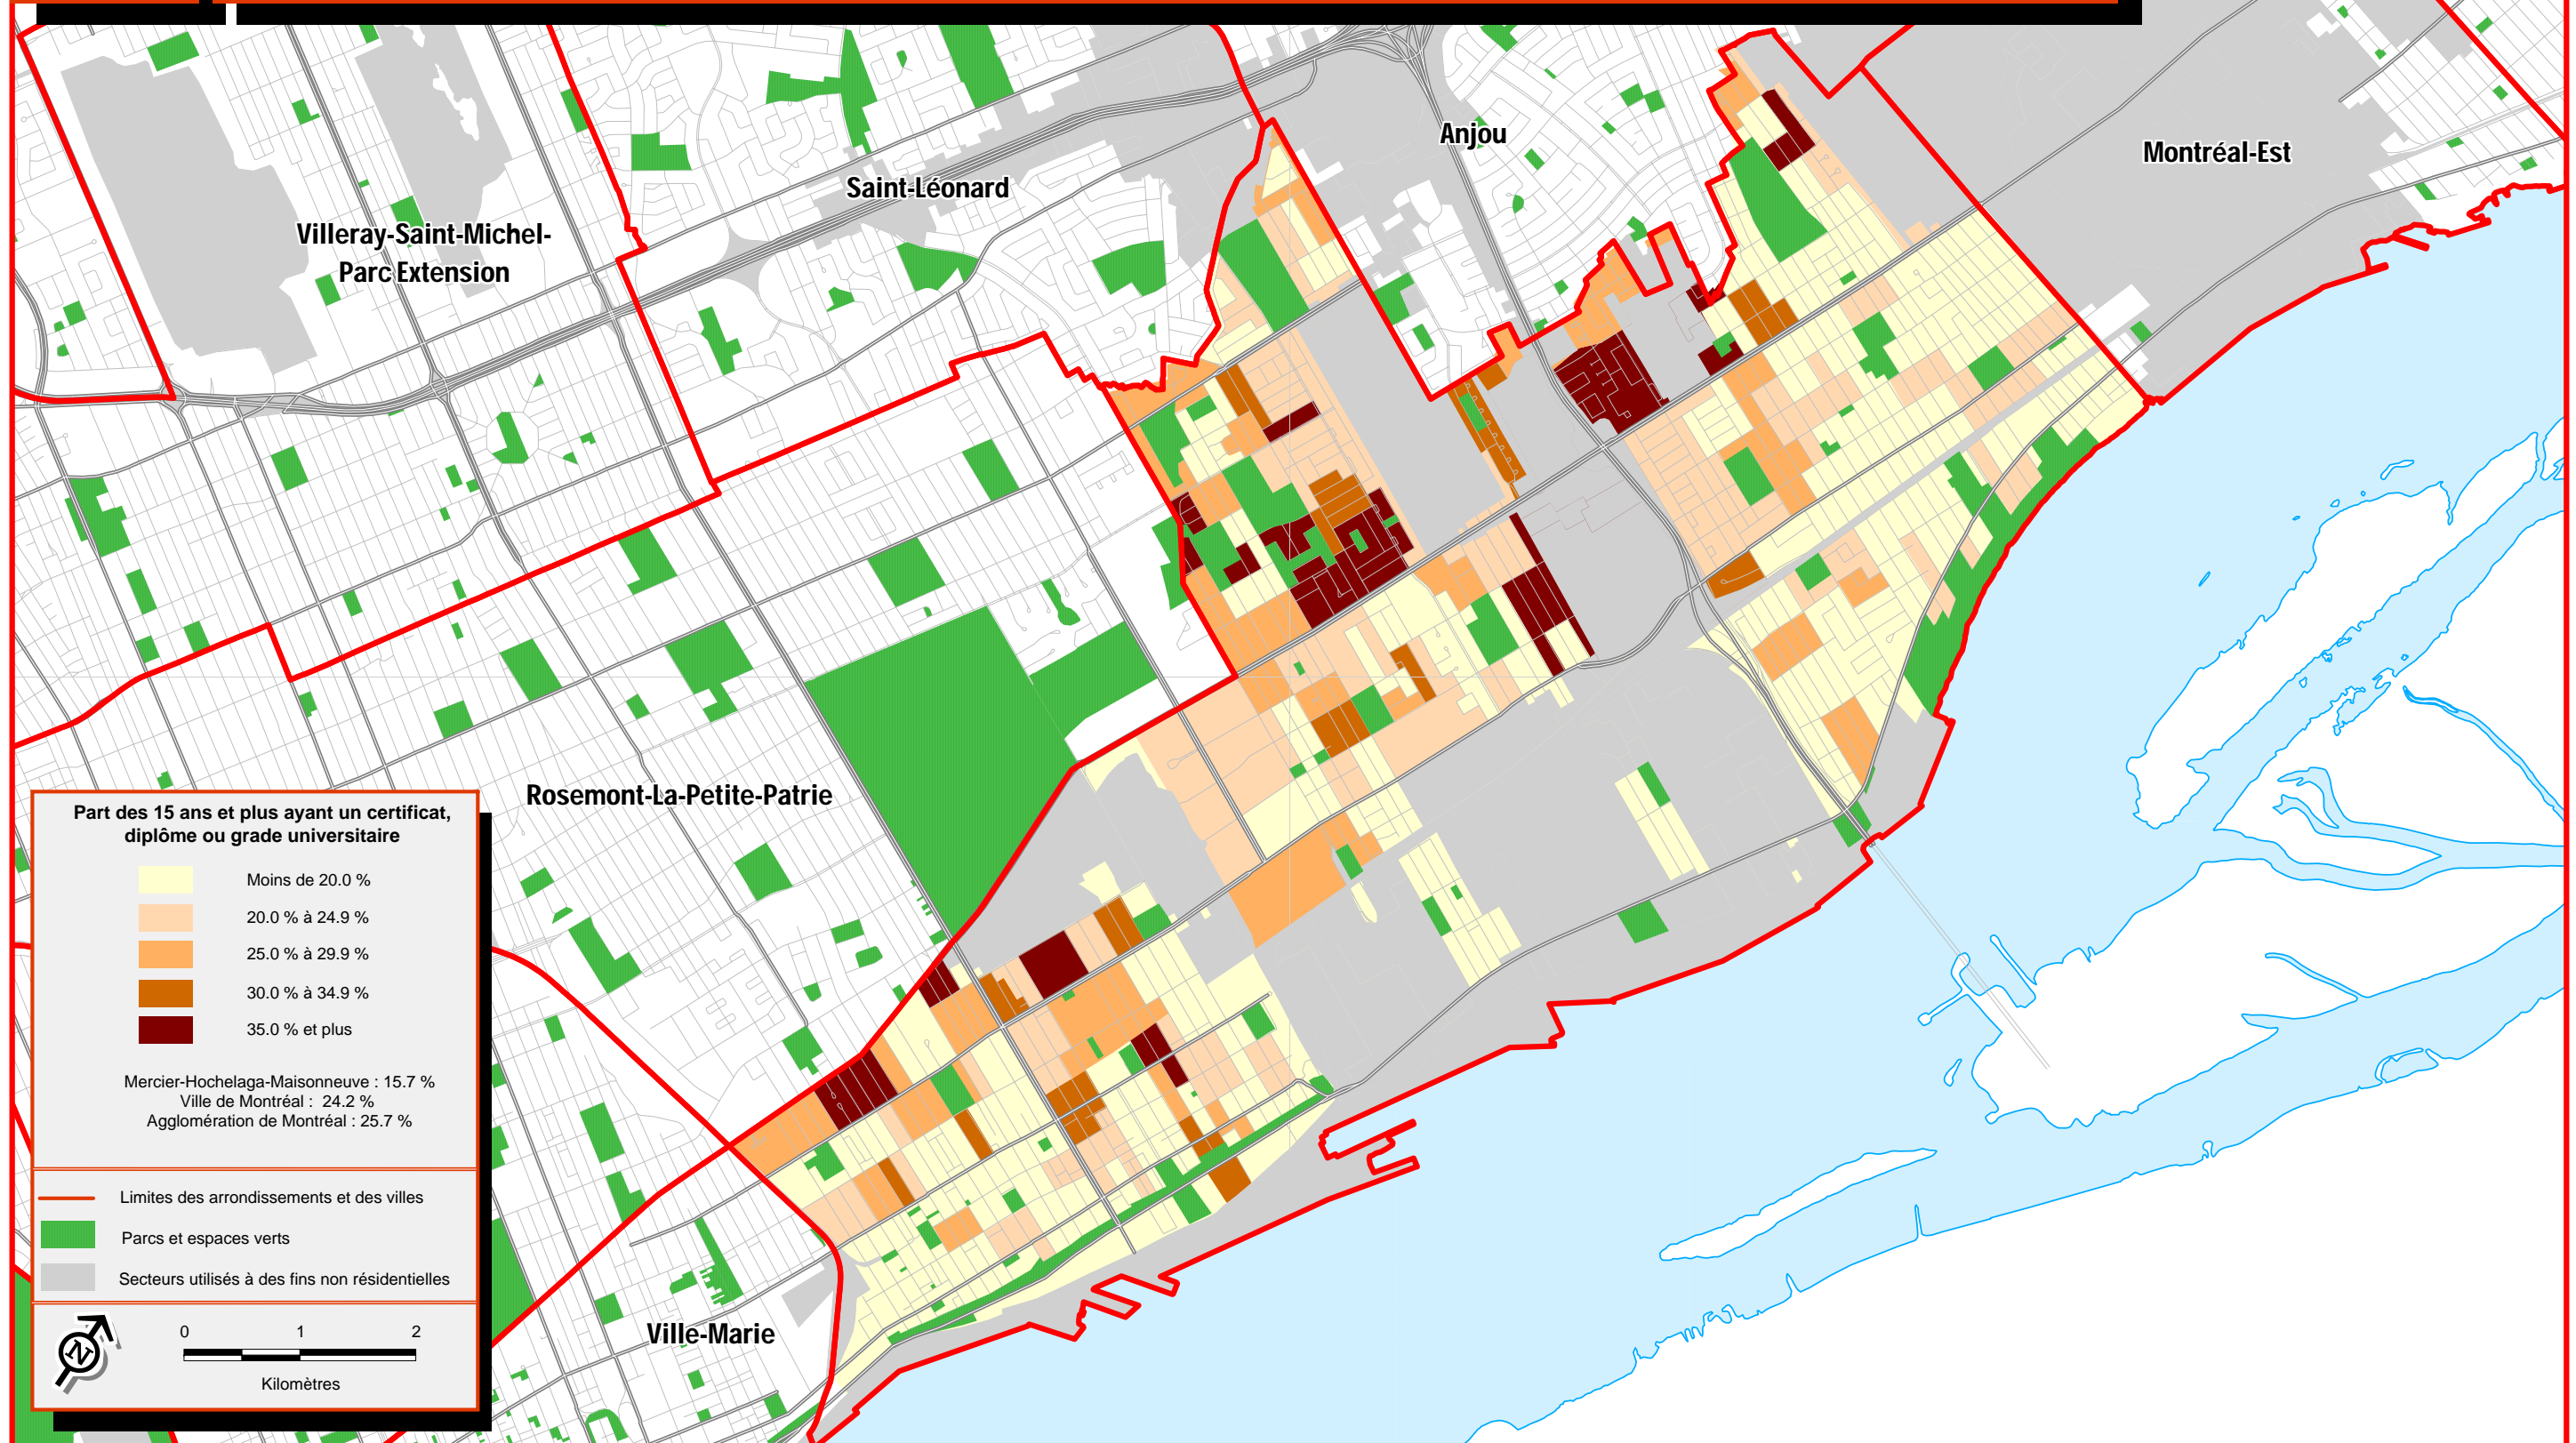 Anjou
Montréal-Est
Saint-Léonard
Villeray-Saint-Michel-
Parc Extension
Rosemont-La-Petite-Patrie
Part des 15 ans et plus ayant un certificat,
diplôme ou grade universitaire
Moins de 20.0 %
20.0 % à 24.9 %
25.0 % à 29.9 %
30.0 % à 34.9 %
35.0 % et plus
Mercier-Hochelaga-Maisonneuve : 15.7 %
Ville de Montréal : 24.2 %
Agglomération de Montréal : 25.7 %
Limites des arrondissements et des villes
Parcs et espaces verts
Secteurs utilisés à des fins non résidentielles
N
0 1 2
Kilomètres
Ville-Marie